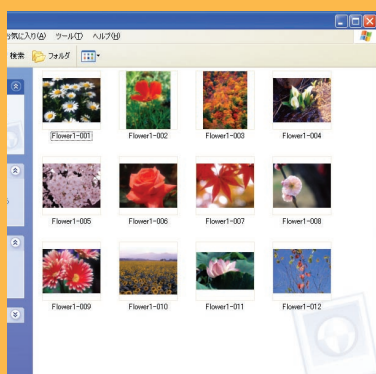 お気に入り(A) ツール(T) ヘルプ(H)
検索 フォルダ
Flower1-001 Flower1-002 Flower1-003 Flower1-004
Flower1-005 Flower1-006 Flower1-007 Flower1-008
Flower1-009 Flower1-010 Flower1-011 Flower1-012